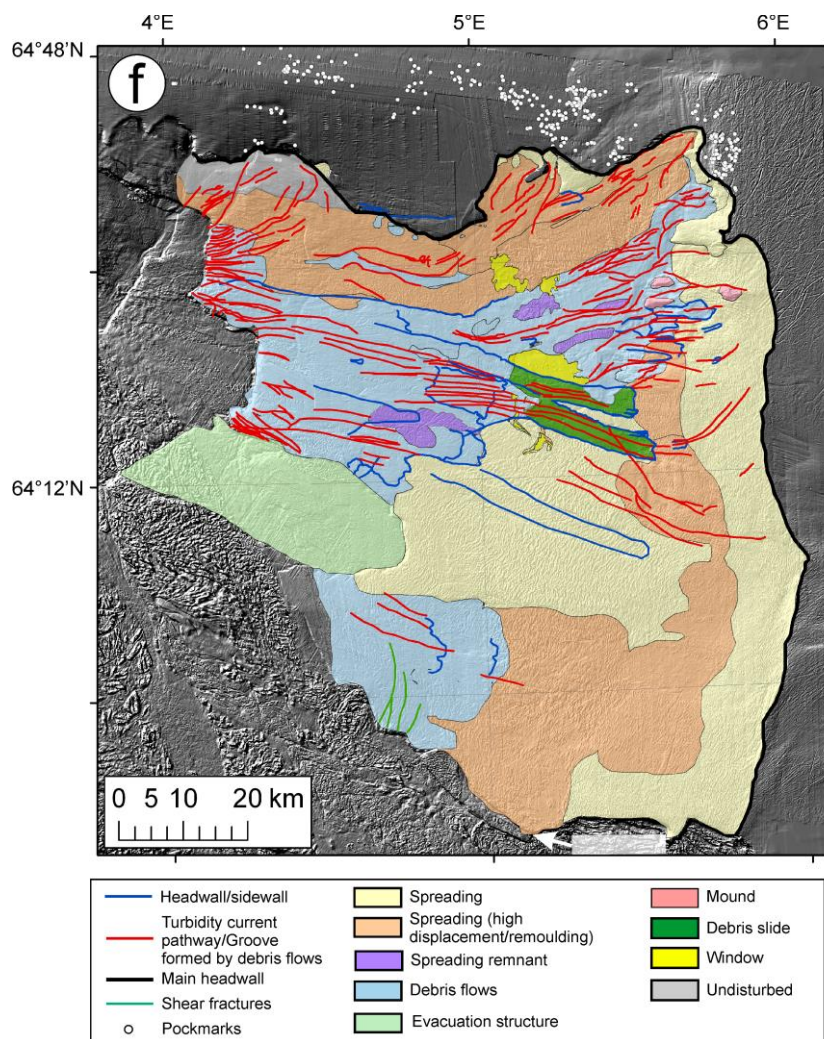 4°E 5°E 6°E
64°48'N
f
64°12'N
0 5 10 20 km
Headwall/sidewall
Turbidity current
pathway/Groove
formed by debris flows
Main headwall
Shear fractures
Pockmarks
Spreading
Spreading (high
displacement/remoulding)
Spreading remnant
Debris flows
Evacuation structure
Mound
Debris slide
Window
Undisturbed